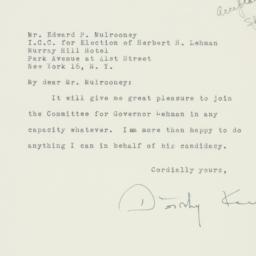 Mr. Edward P. Mulrooney
I.C.C. for Election of Herbert H. Lehman
Murray Hill Hotel
Park Avenue at 41st Street
New York 16, N. Y.
My dear Mr. Mulrooney:
It will give me great pleasure to join
the Committee for Governor Lehman in any
capacity whatever. I am more than happy to do
anything I can in behalf of his candidacy.
Cordially yours,
Dorothy